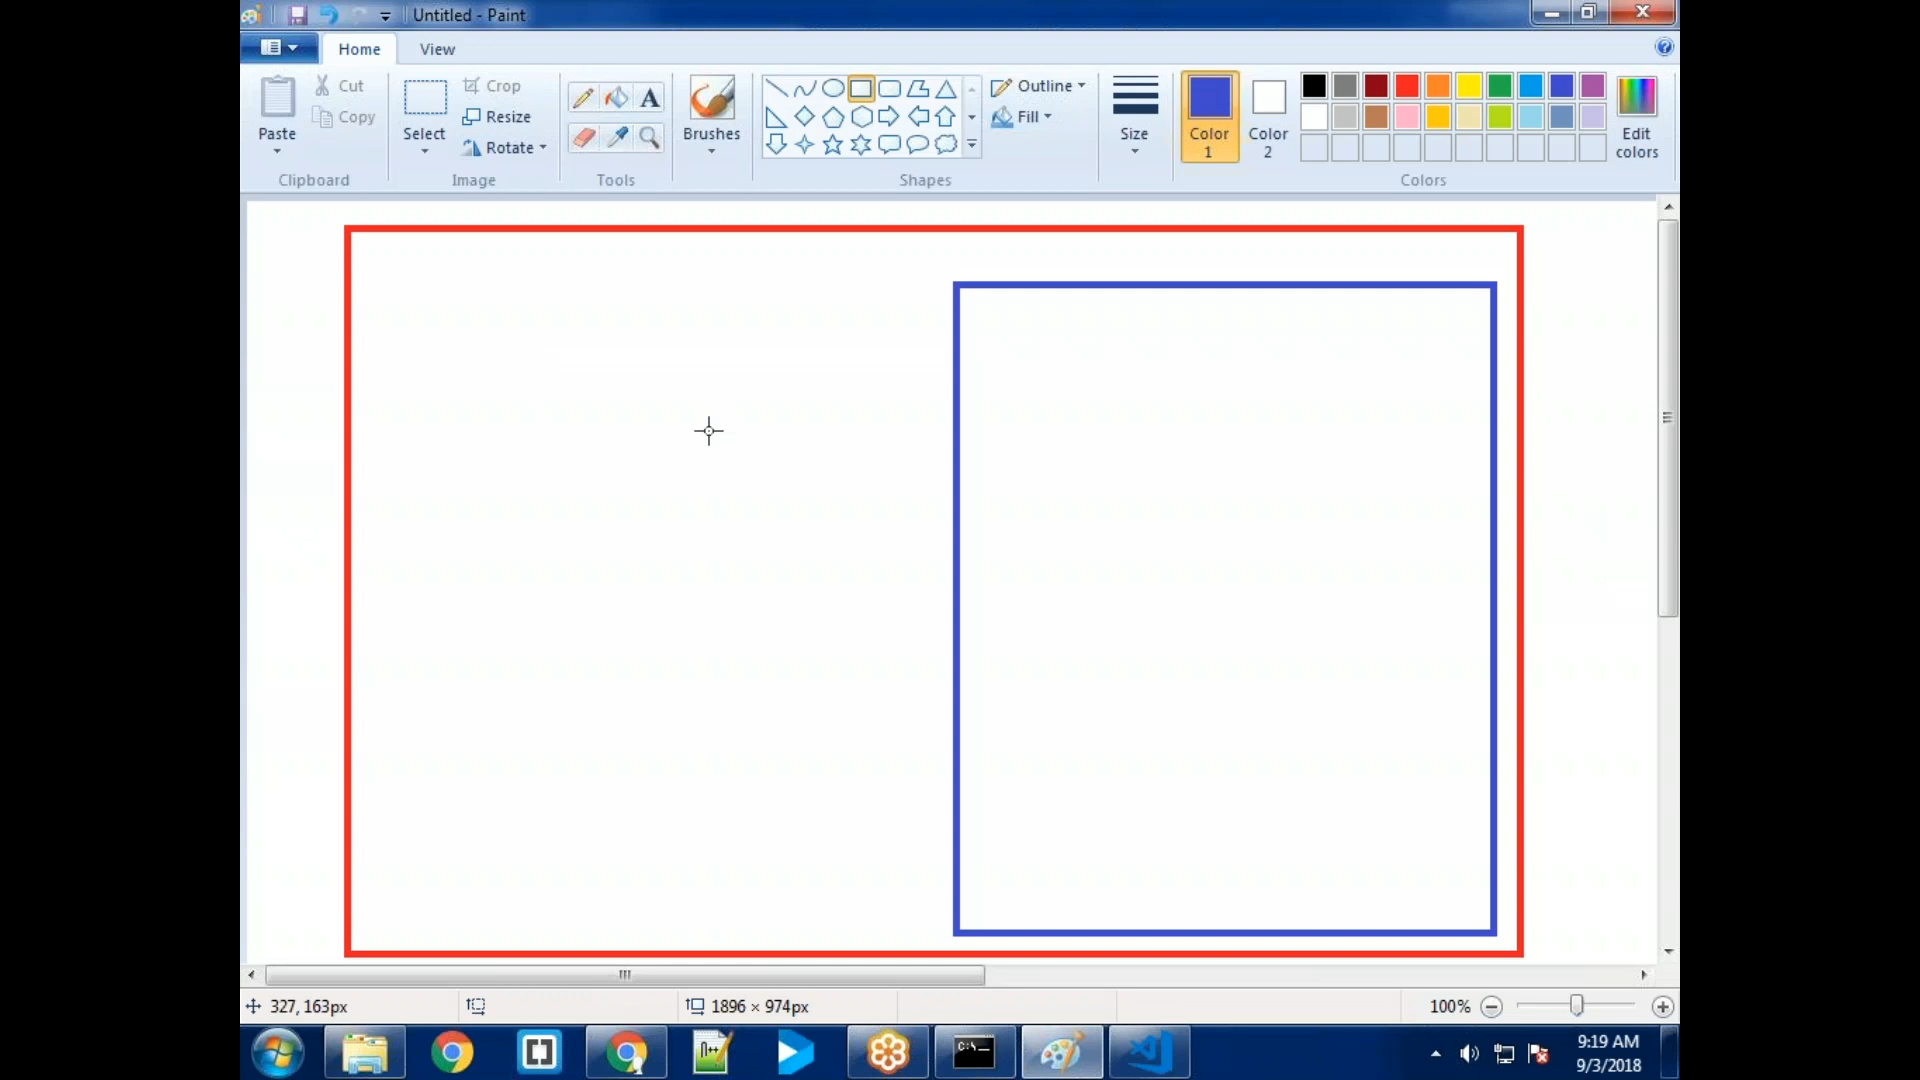 Untitled - Paint
Home
View
Paste
Cut
Copy
Clipboard
Select
Crop
Resize
Rotate
Image
A
Tools
Brushes
Outline
Fill
Shapes
Size
Color
1
Color
2
Edit
colors
Colors
327, 163px
1896 × 974px
100%
C:\_
9:19 AM
9/3/2018